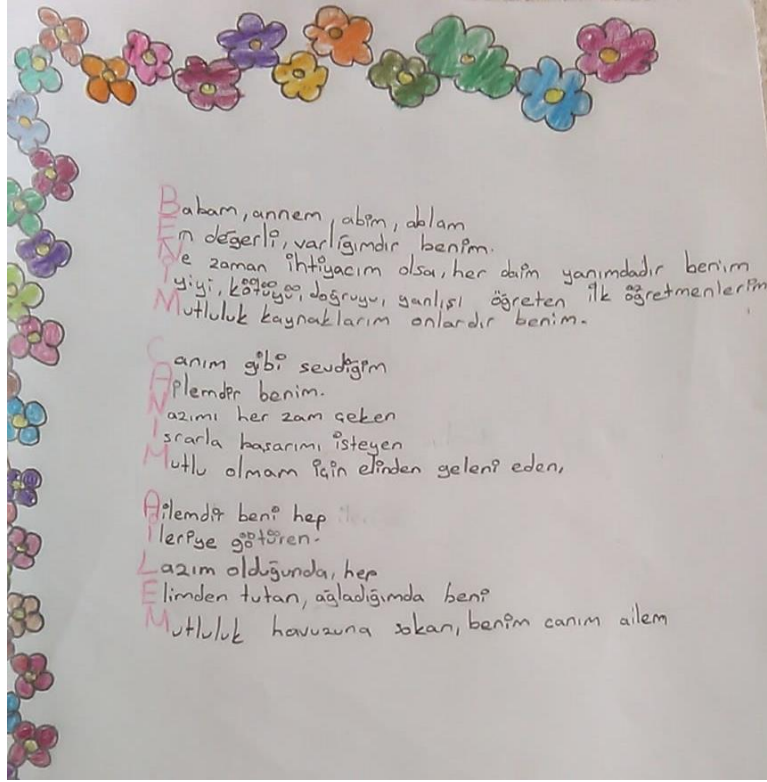 Babam, annem, abim, ablam
En değerli, varlığımdır benim.
Ne zaman ihtiyacım olsa, her daim yanımdadır benim
İyiyi, kötüyü, doğruyu, yanlışı öğreten ilk öğretmenlerim
Mutluluk kaynaklarım onlardır benim.
Canım gibi sevdiğim
Ailemdir benim.
Nazımı her zam çeken
Israrla başarımı isteyen
Mutlu olmam için elinden geleni eden,
Ailemdir beni hep
İleriye götüren.
Lazım olduğunda, hep
Elimden tutan, ağladığımda beni
Mutluluk havuzuna sokan, benim canım ailem